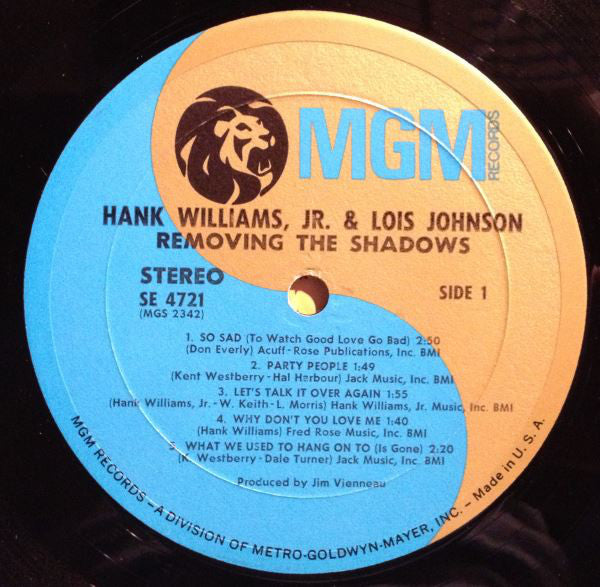 MGM
RECORDS
HANK WILLIAMS, JR. & LOIS JOHNSON
REMOVING THE SHADOWS
STEREO
SE 4721
(MGS 2342)
SIDE 1
1. SO SAD (To Watch Good Love Go Bad) 2:50
(Don Everly) Acuff-Rose Publications, Inc. BMI
2. PARTY PEOPLE 1:49
(Kent Westberry-Hal Harbour) Jack Music, Inc. BMI
3. LET'S TALK IT OVER AGAIN 1:55
(Hank Williams, Jr.-W. Keith-L. Morris) Hank Williams, Jr. Music, Inc. BMI
4. WHY DON'T YOU LOVE ME 1:40
(Hank Williams) Fred Rose Music, Inc. BMI
5. WHAT WE USED TO HANG ON TO (Is Gone) 2:20
(K. Westberry-Dale Turner) Jack Music, Inc. BMI
Produced by Jim Vienneau
MGM RECORDS – A DIVISION OF METRO-GOLDWYN-MAYER, INC. – Made in U. S. A.